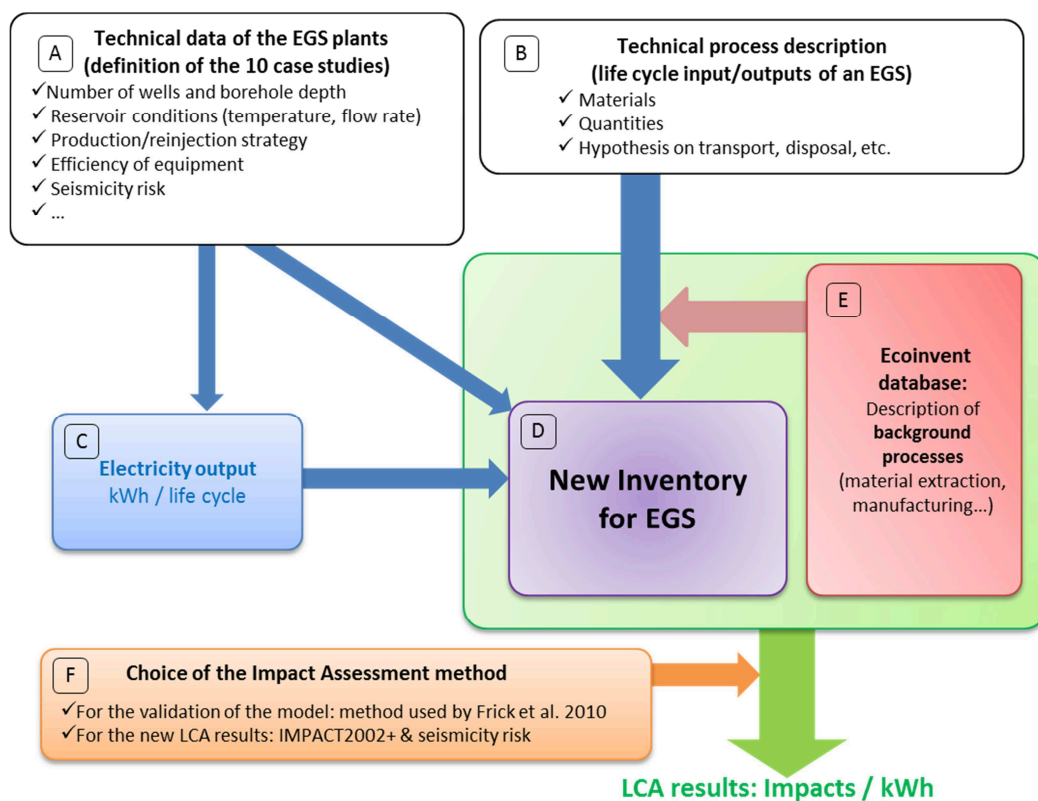 A
Technical data of the EGS plants
(definition of the 10 case studies)
✓Number of wells and borehole depth
✓ Reservoir conditions (temperature, flow rate)
✓ Production/reinjection strategy
✓ Efficiency of equipment
✓ Seismicity risk
✓ ...
B
Technical process description
(life cycle input/outputs of an EGS)
✓ Materials
✓ Quantities
✓ Hypothesis on transport, disposal, etc.
C
Electricity output
kWh / life cycle
D
New Inventory
for EGS
E
Ecoinvent
database:
Description of
background
processes
(material extraction,
manufacturing...)
F
Choice of the Impact Assessment method
✓For the validation of the model: method used by Frick et al. 2010
✓For the new LCA results: IMPACT2002+ & seismicity risk
LCA results: Impacts / kWh